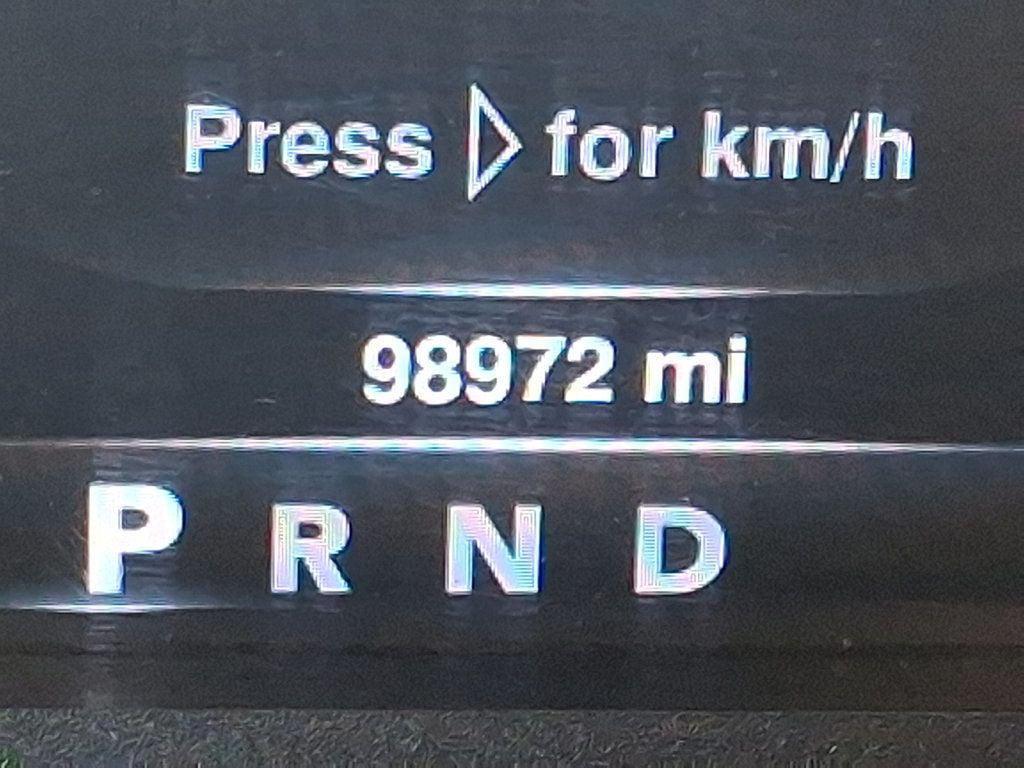 Press ▷ for km/h
98972 mi
P R N D